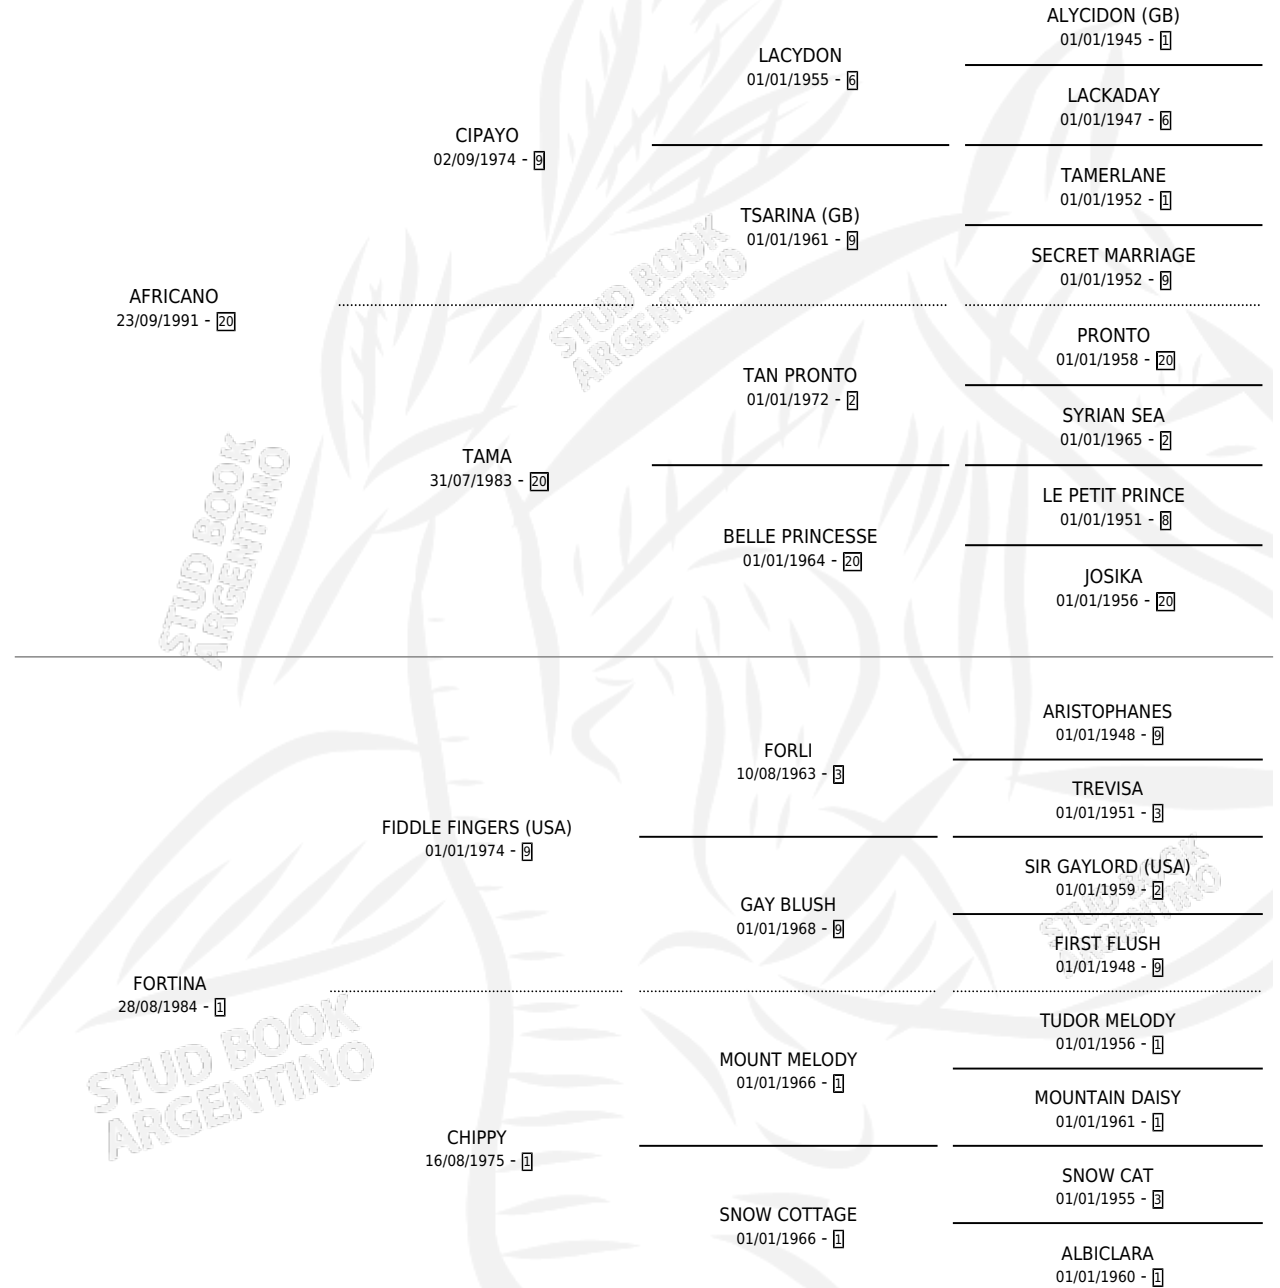 ALYCIDON (GB)
01/01/1945 - 1
LACYDON
01/01/1955 - 6
LACKADAY
01/01/1947 - 6
CIPAYO
02/09/1974 - 9
TAMERLANE
01/01/1952 - 1
TSARINA (GB)
01/01/1961 - 9
SECRET MARRIAGE
01/01/1952 - 9
AFRICANO
23/09/1991 - 20
STUD BOOK
ARGENTINO
PRONTO
01/01/1958 - 20
TAN PRONTO
01/01/1972 - 2
SYRIAN SEA
01/01/1965 - 2
TAMA
31/07/1983 - 20
LE PETIT PRINCE
01/01/1951 - 8
BELLE PRINCESSE
01/01/1964 - 20
JOSIKA
01/01/1956 - 20
STUD BOOK
ARGENTINO
ARISTOPHANES
01/01/1948 - 9
FORLI
10/08/1963 - 3
TREVISA
01/01/1951 - 3
FIDDLE FINGERS (USA)
01/01/1974 - 9
SIR GAYLORD (USA)
01/01/1959 - 2
STUD BOOK
ARGENTINO
GAY BLUSH
01/01/1968 - 9
FIRST FLUSH
01/01/1948 - 9
FORTINA
28/08/1984 - 1
STUD BOOK
ARGENTINO
TUDOR MELODY
01/01/1956 - 1
MOUNT MELODY
01/01/1966 - 1
MOUNTAIN DAISY
01/01/1961 - 1
CHIPPY
16/08/1975 - 1
SNOW CAT
01/01/1955 - 3
SNOW COTTAGE
01/01/1966 - 1
ALBICLARA
01/01/1960 - 1